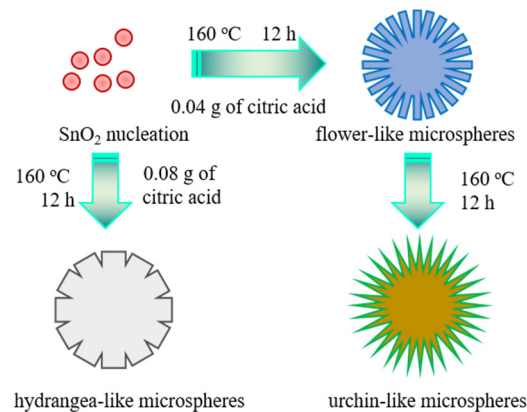 160 ºC 12 h
0.04 g of citric acid
SnO₂ nucleation
flower-like microspheres
160 ºC
12 h
0.08 g of
citric acid
160 ºC
12 h
hydrangea-like microspheres
urchin-like microspheres